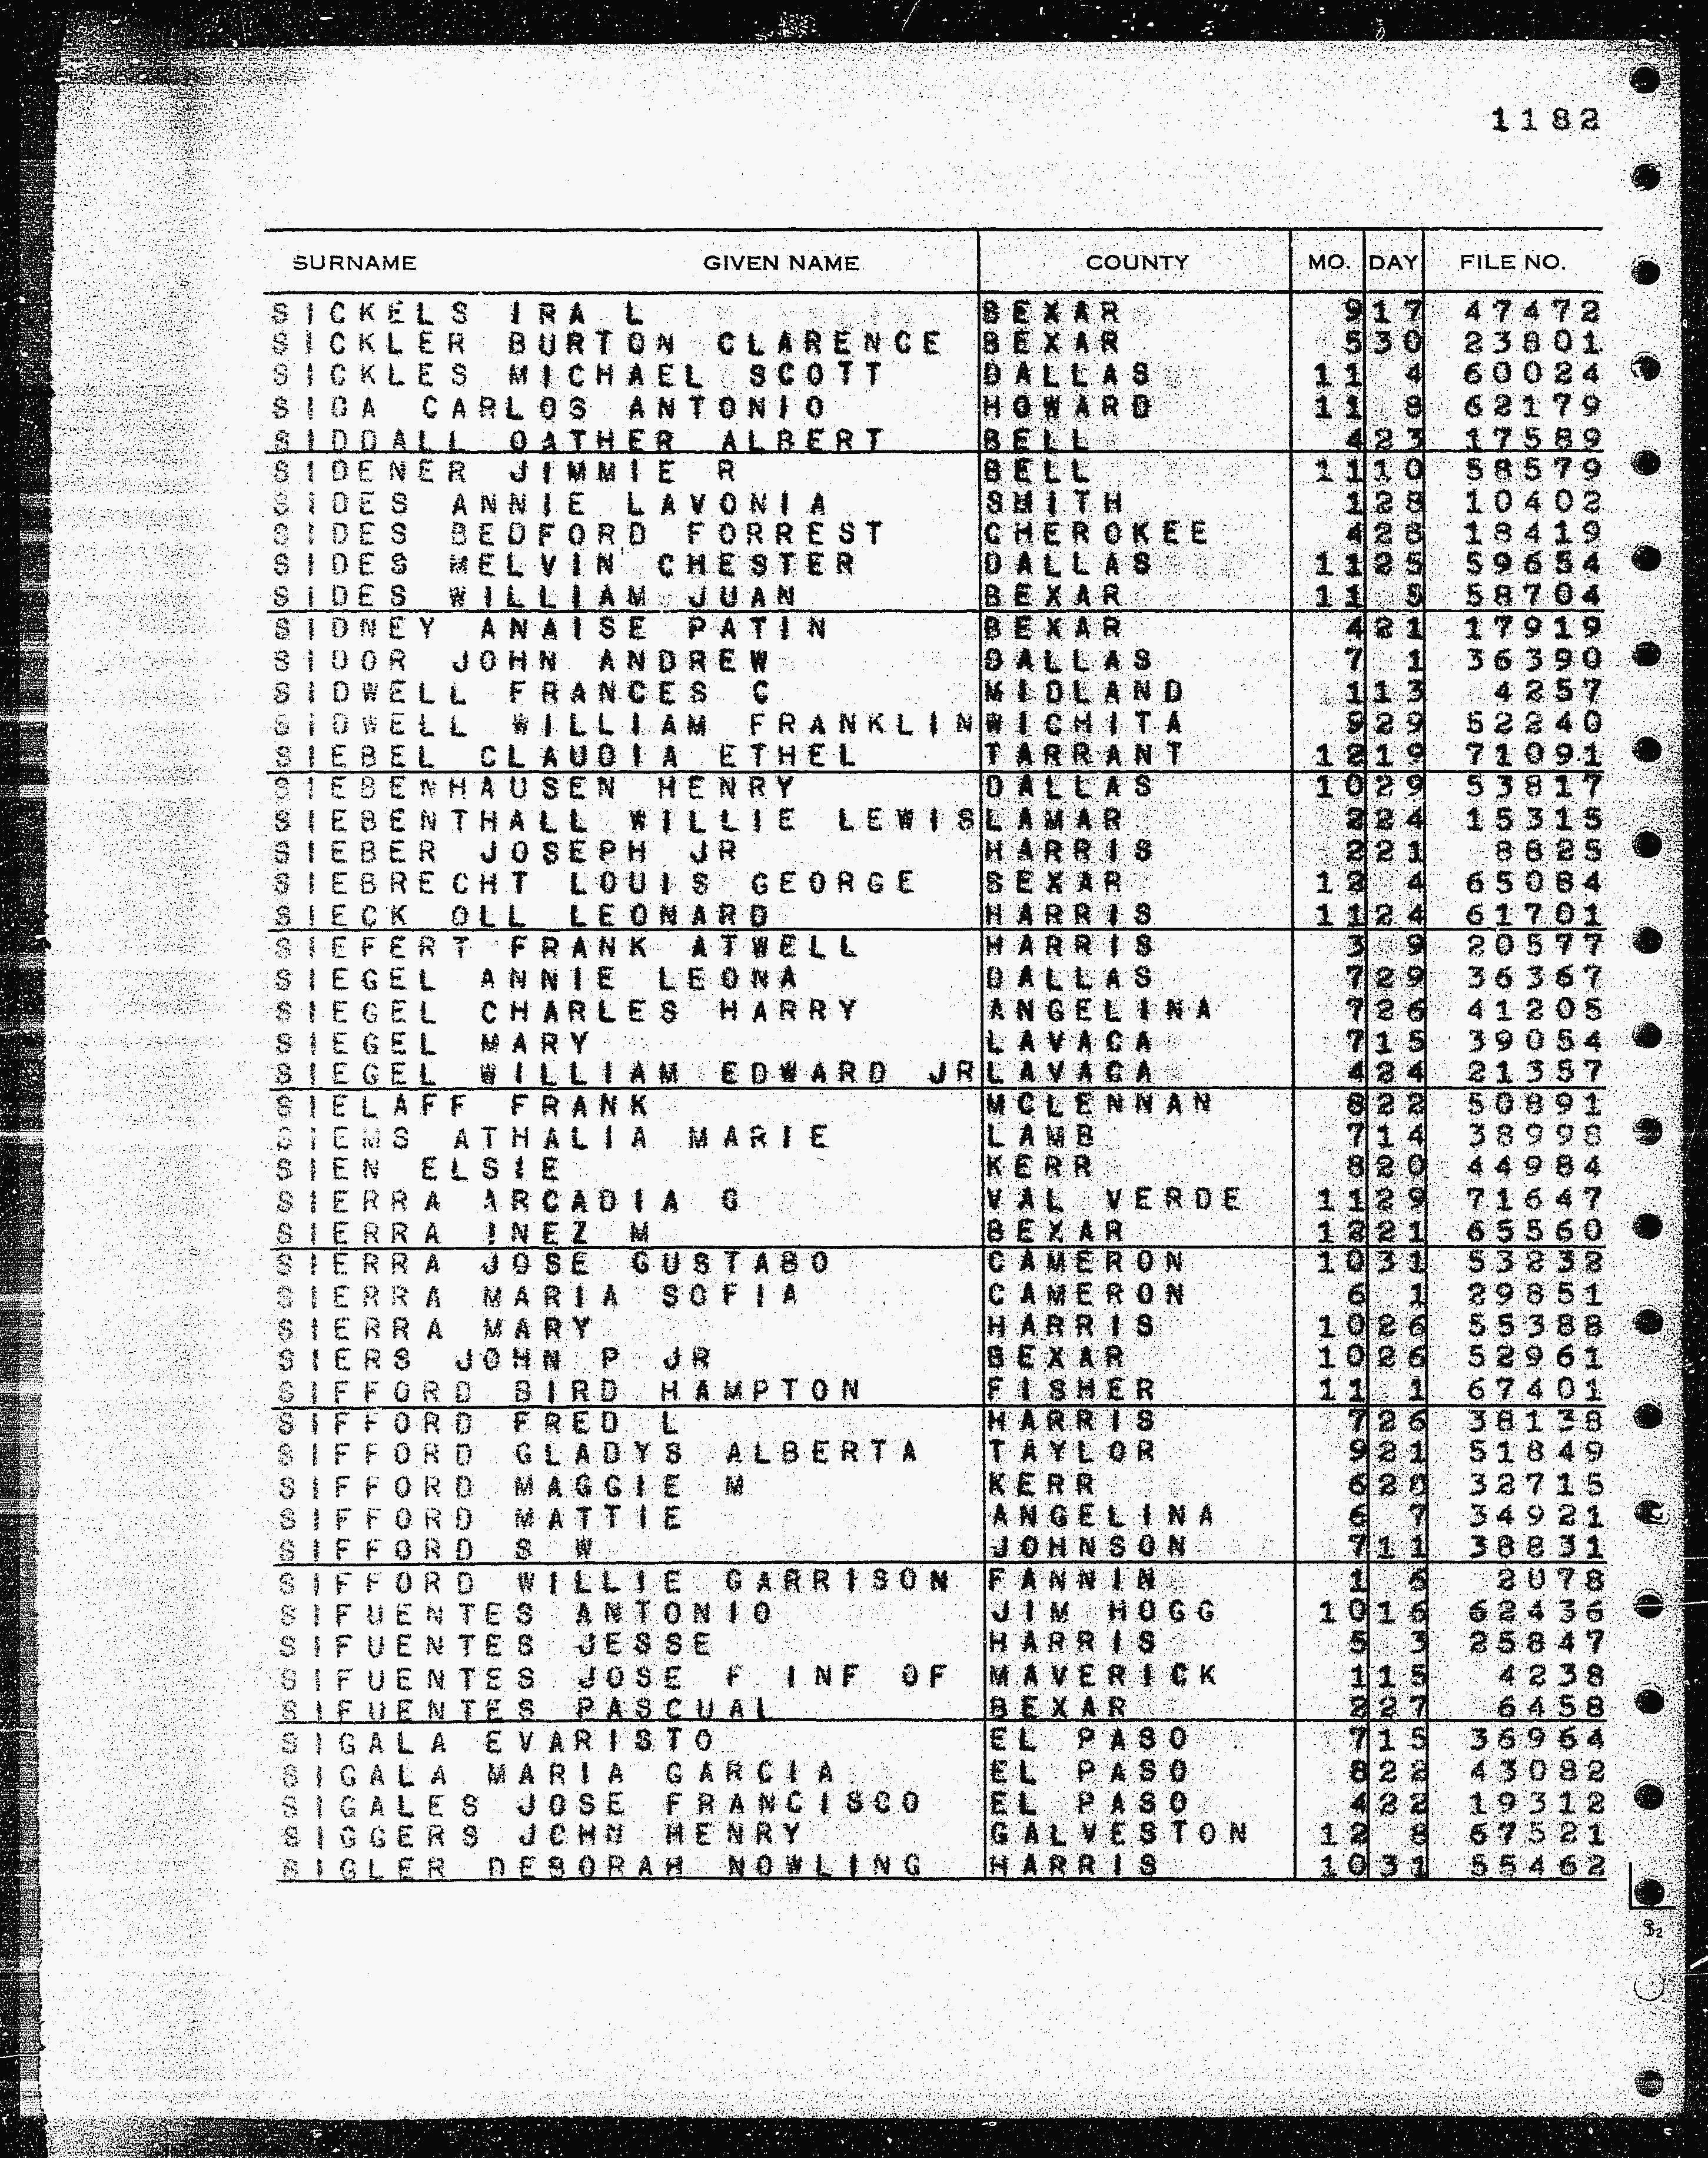 1182
SURNAME GIVEN NAME COUNTY MO. DAY FILE NO.
SICKELS IRA L BEXAR 9 17 47472
SICKLER BURTON CLARENCE BEXAR 5 30 23801
SICKLES MICHAEL SCOTT DALLAS 11 4 60024
SIDA CARLOS ANTONIO HOWARD 11 8 62179
SIDDALL OATHER ALBERT BELL 4 23 17589
SIDENER JIMMIE R BELL 11 10 58579
SIDES ANNIE LAVONIA SMITH 1 28 10402
SIDES BEDFORD FORREST CHEROKEE 4 28 18419
SIDES MELVIN CHESTER DALLAS 11 25 59654
SIDES WILLIAM JUAN BEXAR 11 5 58704
SIDNEY ANAISE PATIN BEXAR 4 21 17919
SIDOR JOHN ANDREW DALLAS 7 1 36390
SIDWELL FRANCES C MIDLAND 1 13 4257
SIDWELL WILLIAM FRANKLIN WICHITA 9 29 52240
SIEBEL CLAUDIA ETHEL TARRANT 12 19 71091
SIEBENHAUSEN HENRY DALLAS 10 29 53817
SIEBENTHALL WILLIE LEWIS LAMAR 2 24 15315
SIEBER JOSEPH JR HARRIS 2 21 8625
SIEBRECHT LOUIS GEORGE BEXAR 12 4 65084
SIECK OLL LEONARD HARRIS 11 24 61701
SIEFERT FRANK ATWELL HARRIS 3 9 20577
SIEGEL ANNIE LEONA DALLAS 7 29 36367
SIEGEL CHARLES HARRY ANGELINA 7 26 41205
SIEGEL MARY LAVACA 7 15 39054
SIEGEL WILLIAM EDWARD JR LAVACA 4 24 21357
SIELAFF FRANK MCLENNAN 8 22 50891
SIEMS ATHALIA MARIE LAMB 7 14 38998
SIEN ELSIE KERR 8 20 44984
SIERRA ARCADIA G VAL VERDE 11 29 71647
SIERRA INEZ M BEXAR 12 21 65560
SIERRA JOSE GUSTABO CAMERON 10 31 53232
SIERRA MARIA SOFIA CAMERON 6 1 29851
SIERRA MARY HARRIS 10 26 55388
SIERS JOHN P JR BEXAR 10 26 52961
SIFFORD BIRD HAMPTON FISHER 11 1 67401
SIFFORD FRED L HARRIS 7 26 38138
SIFFORD GLADYS ALBERTA TAYLOR 9 21 51849
SIFFORD MAGGIE M KERR 6 20 32715
SIFFORD MATTIE ANGELINA 6 7 34921
SIFFORD S W JOHNSON 7 11 38831
SIFFORD WILLIE GARRISON FANNIN 1 6 2078
SIFUENTES ANTONIO JIM HOGG 10 16 62436
SIFUENTES JESSE HARRIS 5 3 25847
SIFUENTES JOSE F INF OF MAVERICK 1 15 4238
SIFUENTES PASCUAL BEXAR 2 27 6458
SIGALA EVARISTO EL PASO 7 15 36964
SIGALA MARIA GARCIA EL PASO 8 22 43082
SIGALES JOSE FRANCISCO EL PASO 4 22 19312
SIGGERS JOHN HENRY GALVESTON 12 8 67521
SIGLER DEBORAH NOWLING HARRIS 10 31 55462